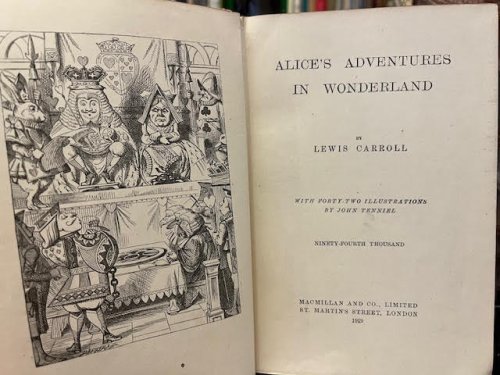 ALICE'S ADVENTURES
IN WONDERLAND
BY
LEWIS CARROLL
WITH FORTY-TWO ILLUSTRATIONS
BY JOHN TENNIEL
NINETY-FOURTH THOUSAND
MACMILLAN AND CO., LIMITED
ST. MARTIN'S STREET, LONDON